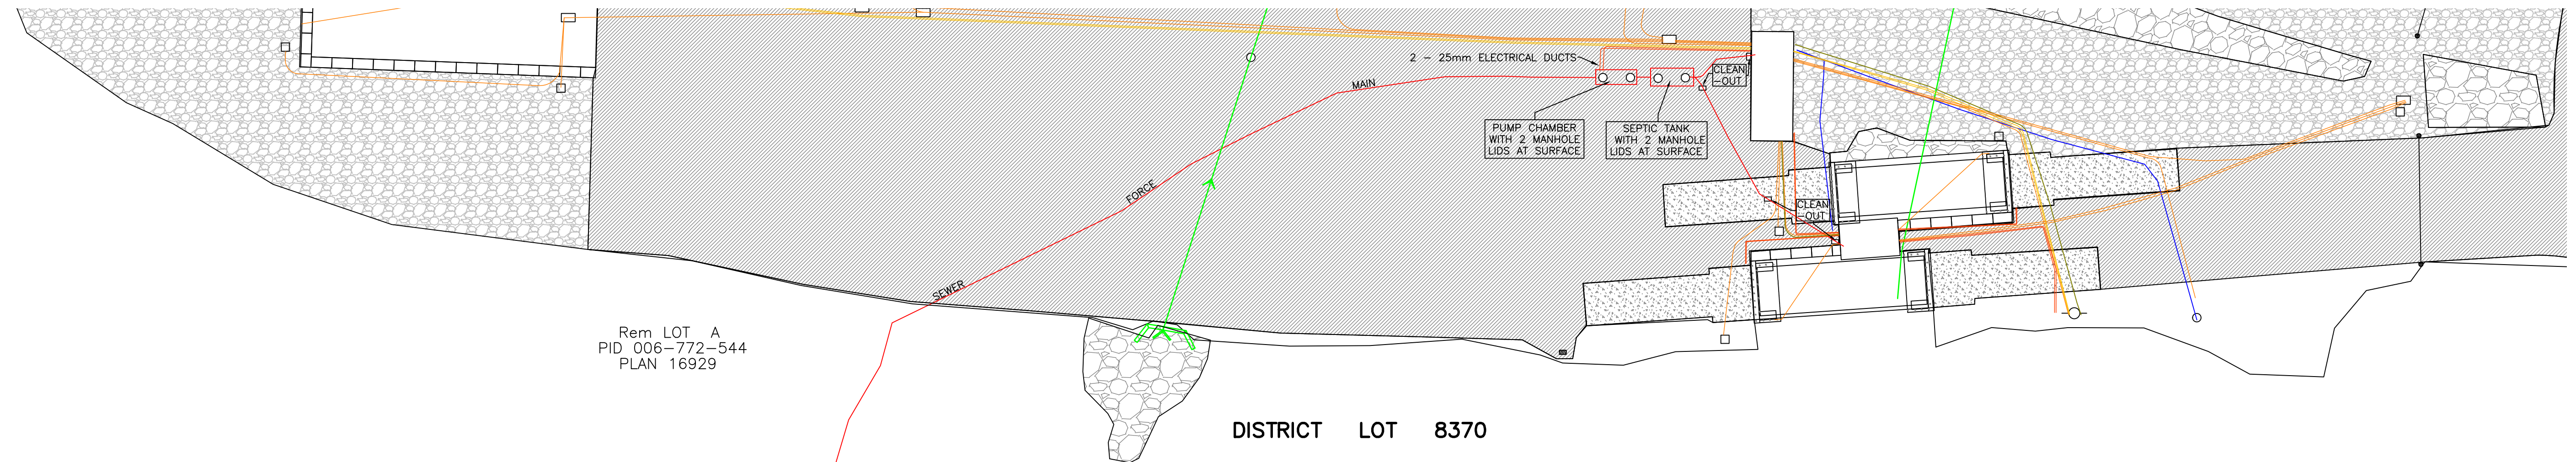 2 - 25mm ELECTRICAL DUCTS
CLEAN
-OUT
MAIN
PUMP CHAMBER
WITH 2 MANHOLE
LIDS AT SURFACE
SEPTIC TANK
WITH 2 MANHOLE
LIDS AT SURFACE
FORCE
CLEAN
-OUT
SEWER
Rem LOT A
PID 006-772-544
PLAN 16929
DISTRICT LOT 8370